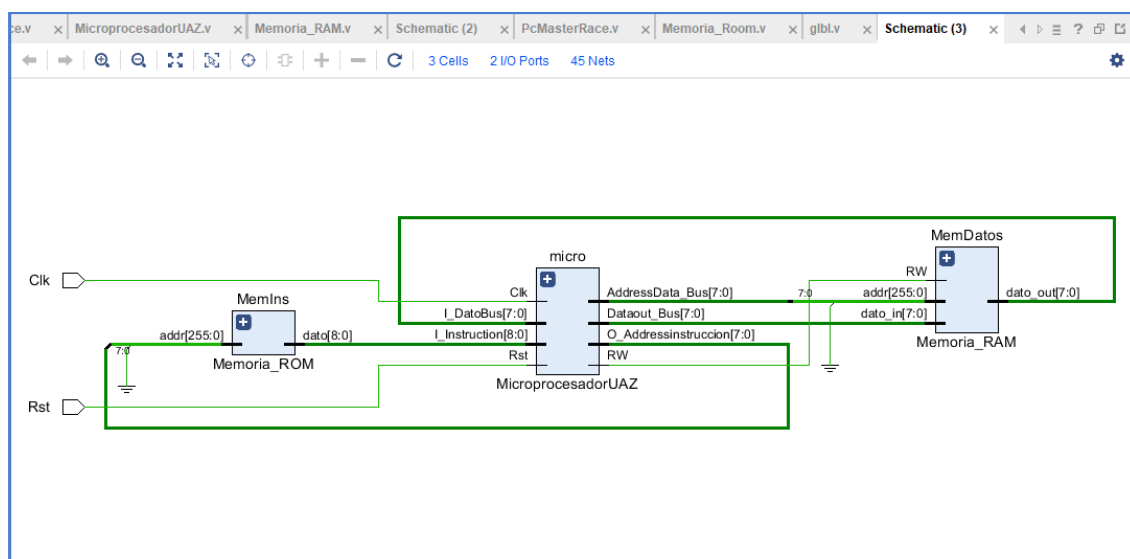 ce.v MicroprocesadorUAZ.v Memoria_RAM.v Schematic (2) PcMasterRace.v Memoria_Room.v glbl.v Schematic (3)
3 Cells 2 I/O Ports 45 Nets
MemDatos
micro
RW
Clk
Clk
AddressData_Bus[7:0]
7:0
addr[255:0]
dato_out[7:0]
MemIns
I_DatoBus[7:0]
Dataout_Bus[7:0]
dato_in[7:0]
addr[255:0]
dato[8:0]
I_Instruction[8:0]
O_Addressinstruccion[7:0]
Memoria_RAM
7:0
Memoria_ROM
Rst
RW
MicroprocesadorUAZ
Rst